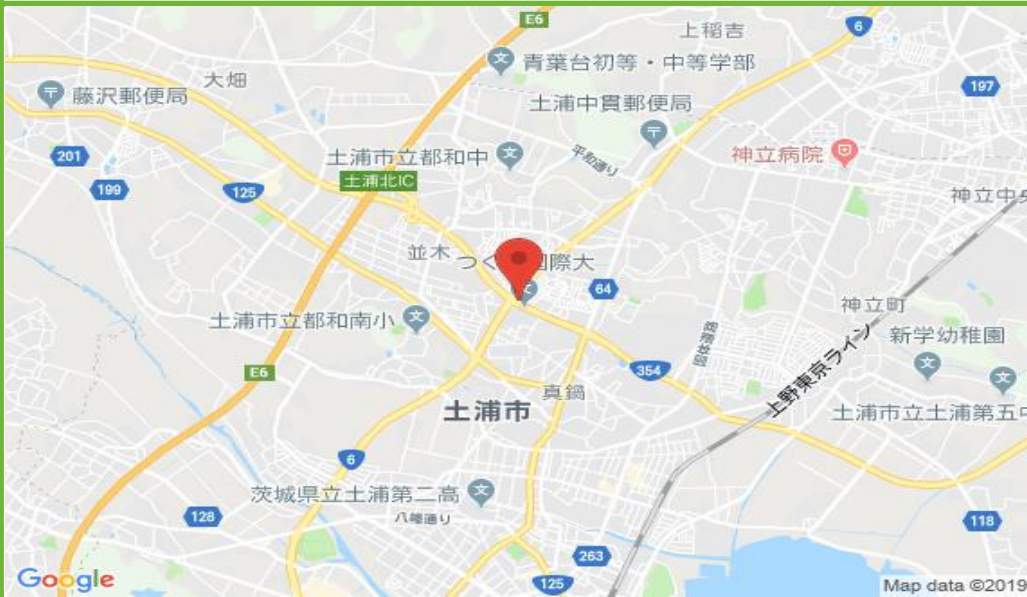 E6
6
上稲吉
青葉台初等・中等学部
大畑
藤沢郵便局
土浦中貫郵便局
197
201
土浦市立都和中
平和通り
神立病院
土浦北IC
199
125
神立中央
並木
つく
国際大
64
神立町
土浦市立都和南小
新学幼稚園
E6
354
上野東京ライン
真鍋
土浦市
土浦市立土浦第五中
6
茨城県立土浦第二高
128
八幡通り
118
263
125
Google
Map data ©2019